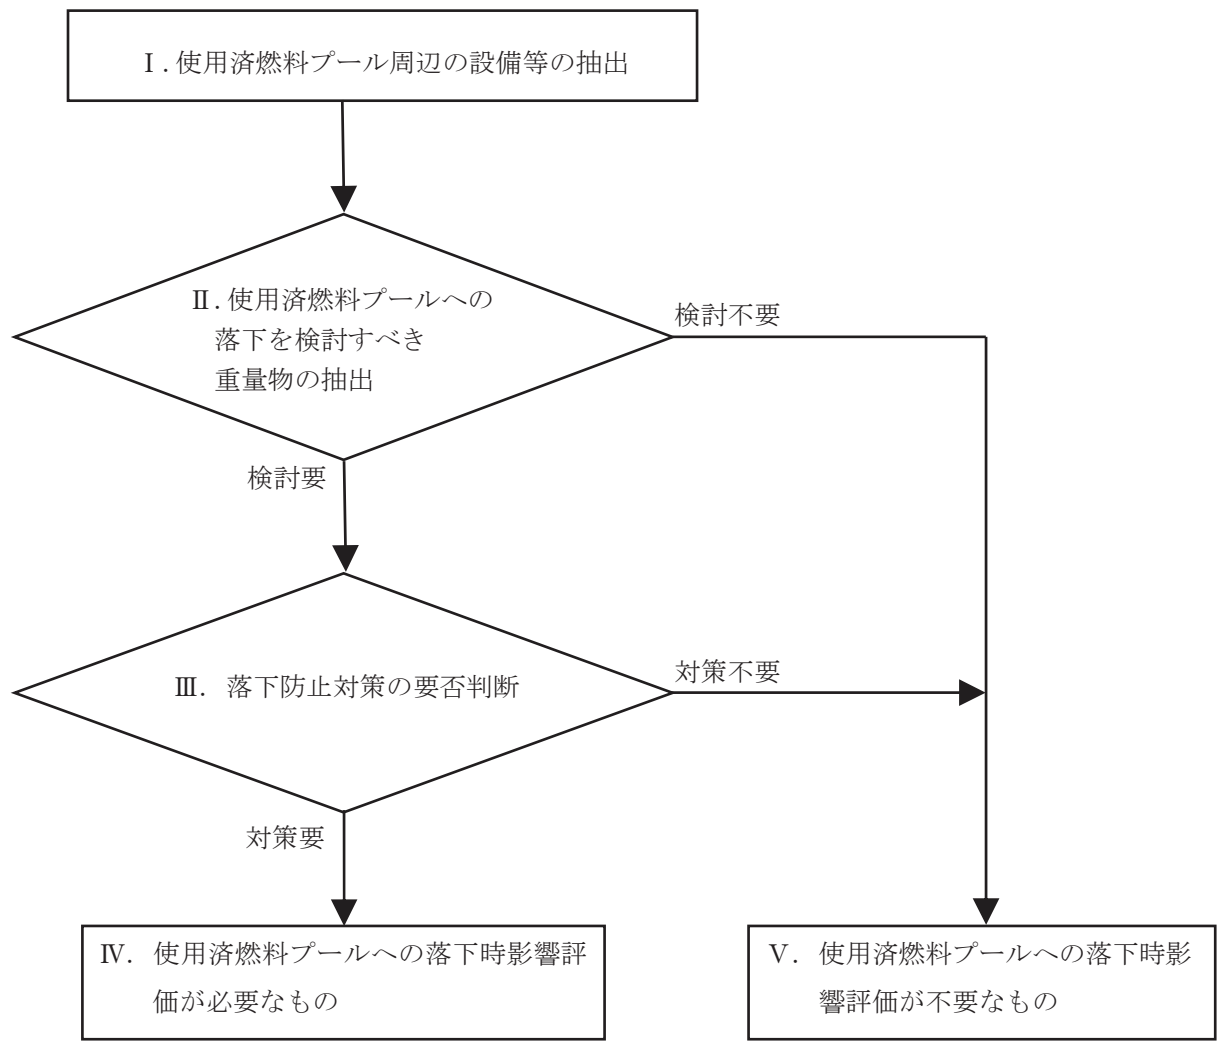 Ⅰ.使用済燃料プール周辺の設備等の抽出
Ⅱ.使用済燃料プールへの
落下を検討すべき
重量物の抽出
検討不要
検討要
Ⅲ. 落下防止対策の要否判断
対策不要
対策要
Ⅳ. 使用済燃料プールへの落下時影響評
価が必要なもの
Ⅴ. 使用済燃料プールへの落下時影
響評価が不要なもの